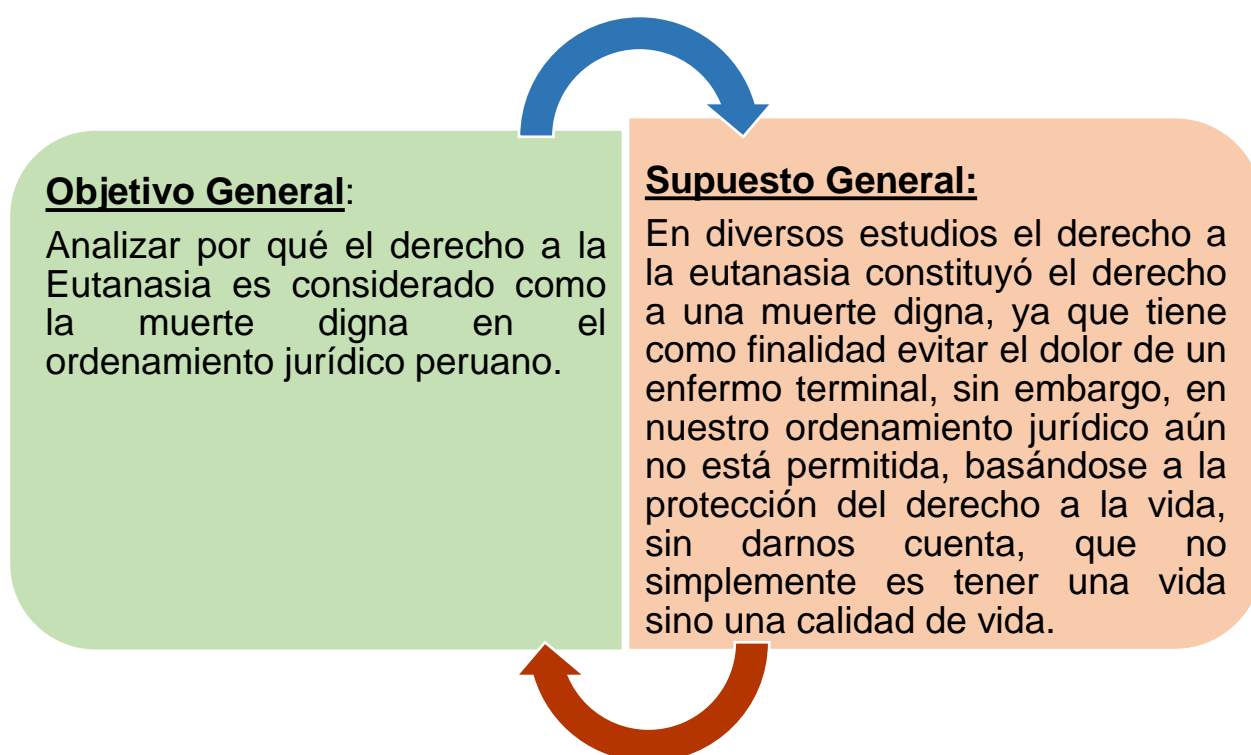 Objetivo General:
Analizar por qué el derecho a la
Eutanasia es considerado como
la muerte digna en el
ordenamiento jurídico peruano.
Supuesto General:
En diversos estudios el derecho a
la eutanasia constituyó el derecho
a una muerte digna, ya que tiene
como finalidad evitar el dolor de un
enfermo terminal, sin embargo, en
nuestro ordenamiento jurídico aún
no está permitida, basándose a la
protección del derecho a la vida,
sin darnos cuenta, que no
simplemente es tener una vida
sino una calidad de vida.